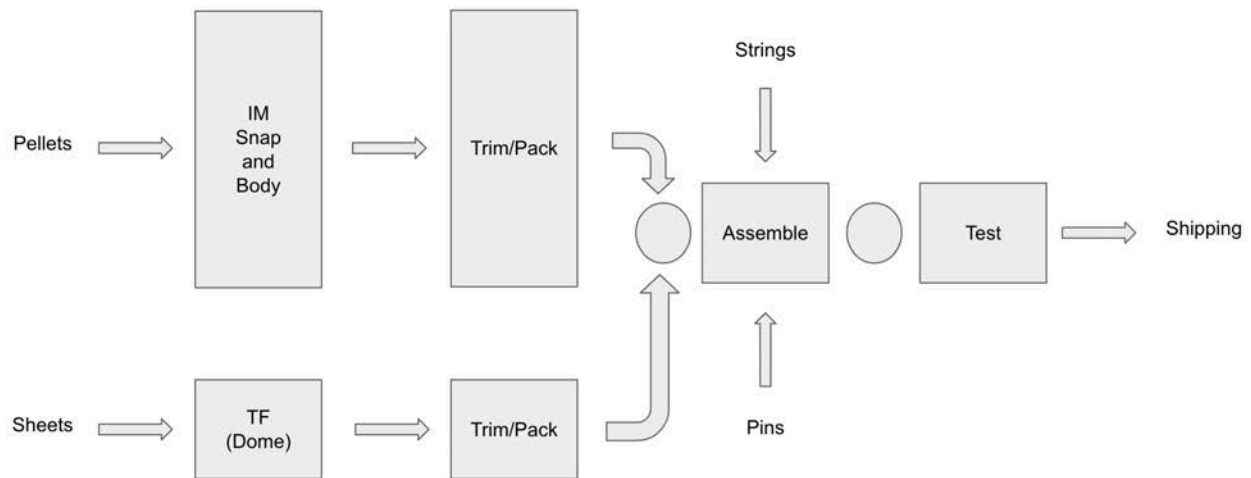 Strings
IM
Snap
and
Body
Pellets
Trim/Pack
Assemble
Test
Shipping
Sheets
TF
(Dome)
Trim/Pack
Pins